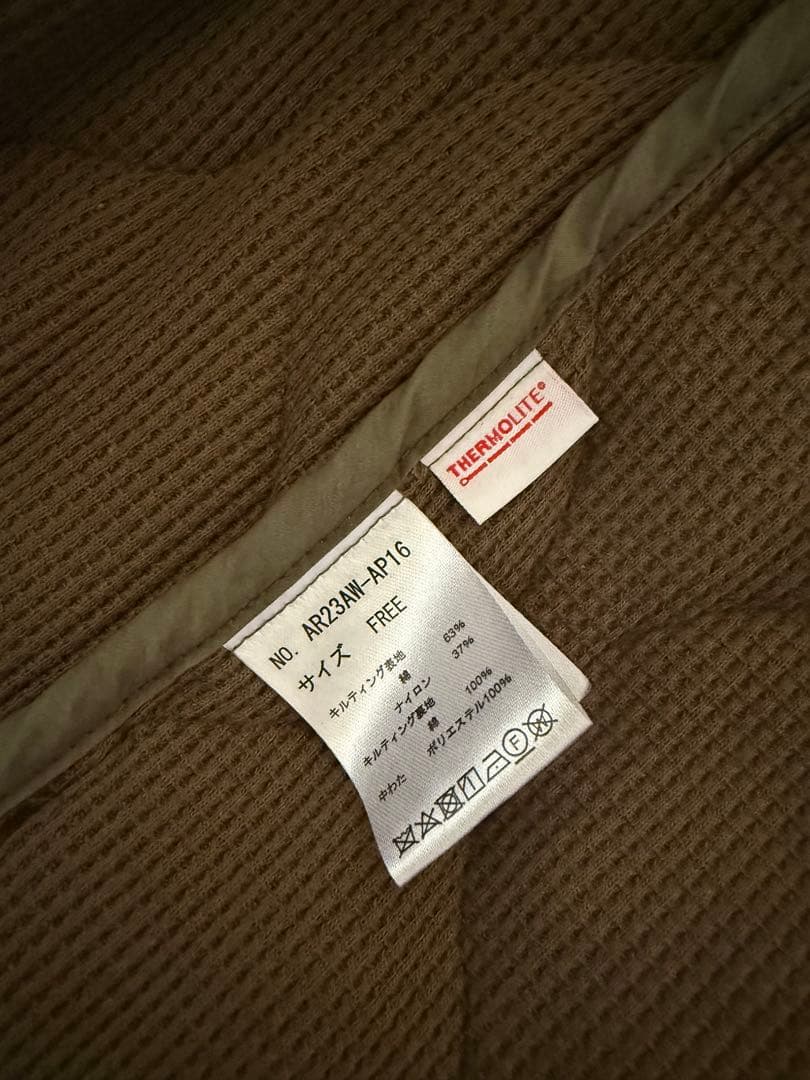 THERMOLITE®
NO. AR23AW-AP16
サイズ FREE
キルティング表地
綿 63%
ナイロン 37%
キルティング裏地
綿 100%
中わた ポリエステル100%
F
W